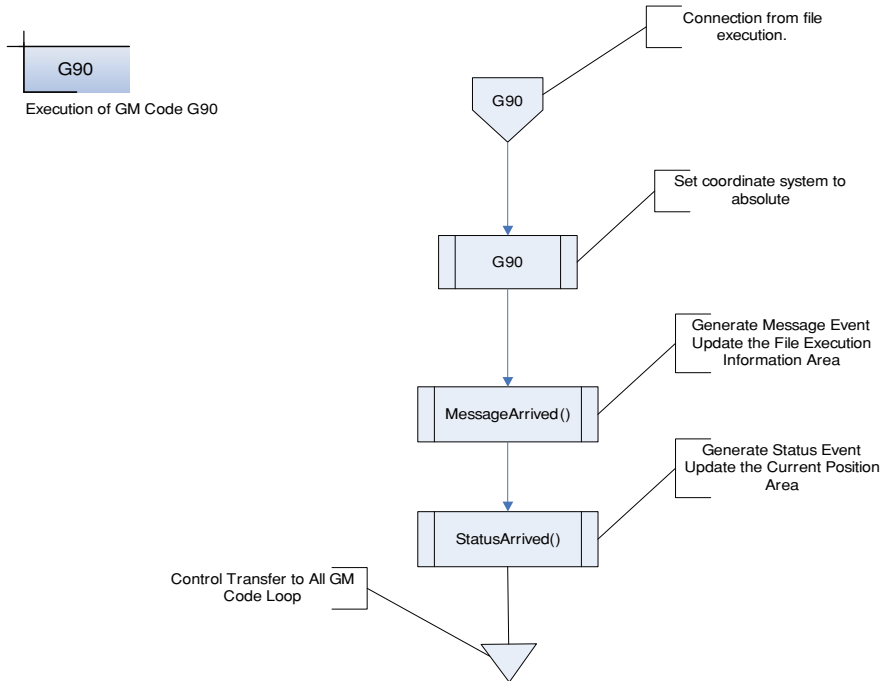 G90
Execution of GM Code G90
Connection from file
execution.
G90
Set coordinate system to
absolute
G90
Generate Message Event
Update the File Execution
Information Area
MessageArrived()
Generate Status Event
Update the Current Position
Area
StatusArrived()
Control Transfer to All GM
Code Loop